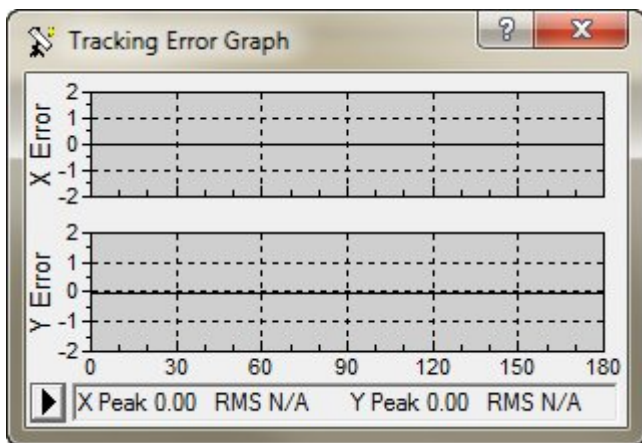 Tracking Error Graph
?
X Error
2
1
0
-1
-2
Y Error
2
1
0
-1
-2
0 30 60 90 120 150 180
X Peak 0.00 RMS N/A Y Peak 0.00 RMS N/A